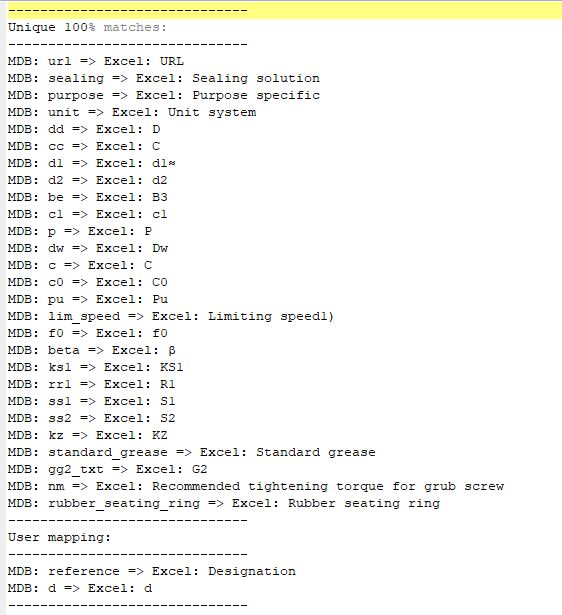 ------------------------------
Unique 100% matches:
------------------------------
MDB: url => Excel: URL
MDB: sealing => Excel: Sealing solution
MDB: purpose => Excel: Purpose specific
MDB: unit => Excel: Unit system
MDB: dd => Excel: D
MDB: cc => Excel: C
MDB: d1 => Excel: d1≈
MDB: d2 => Excel: d2
MDB: be => Excel: B3
MDB: c1 => Excel: c1
MDB: p => Excel: P
MDB: dw => Excel: Dw
MDB: c => Excel: C
MDB: c0 => Excel: C0
MDB: pu => Excel: Pu
MDB: lim_speed => Excel: Limiting speed1)
MDB: f0 => Excel: f0
MDB: beta => Excel: β
MDB: ks1 => Excel: KS1
MDB: rr1 => Excel: R1
MDB: ss1 => Excel: S1
MDB: ss2 => Excel: S2
MDB: kz => Excel: KZ
MDB: standard_grease => Excel: Standard grease
MDB: gg2_txt => Excel: G2
MDB: nm => Excel: Recommended tightening torque for grub screw
MDB: rubber_seating_ring => Excel: Rubber seating ring
------------------------------
User mapping:
------------------------------
MDB: reference => Excel: Designation
MDB: d => Excel: d
------------------------------